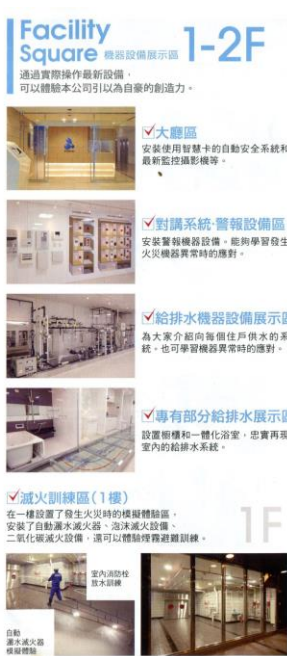 Facility
Square 機器設備展示區 1-2F
通過實際操作最新設備，
可以體驗本公司引以為自豪的創造力。
大廳區
安裝使用智慧卡的自動安全系統和
最新監控攝影機等。
對講系統·警報設備區
安裝警報機器設備。能夠學習發生
火災機器異常時的應對。
給排水機器設備展示區
為大家介紹向每個住戶供水的系
統。也可學習機器異常時的應對。
專有部分給排水展示區
設置櫥櫃和一體化浴室，忠實再現
室內的給排水系統。
滅火訓練區(1樓)
在一樓設置了發生火災時的模擬體驗區，
安裝了自動灑水滅火器、泡沫滅火設備、
二氧化碳滅火設備，還可以體驗煙霧避難訓練。
1F
室內消防栓
放水訓練
自動
灑水滅火器
模擬體驗